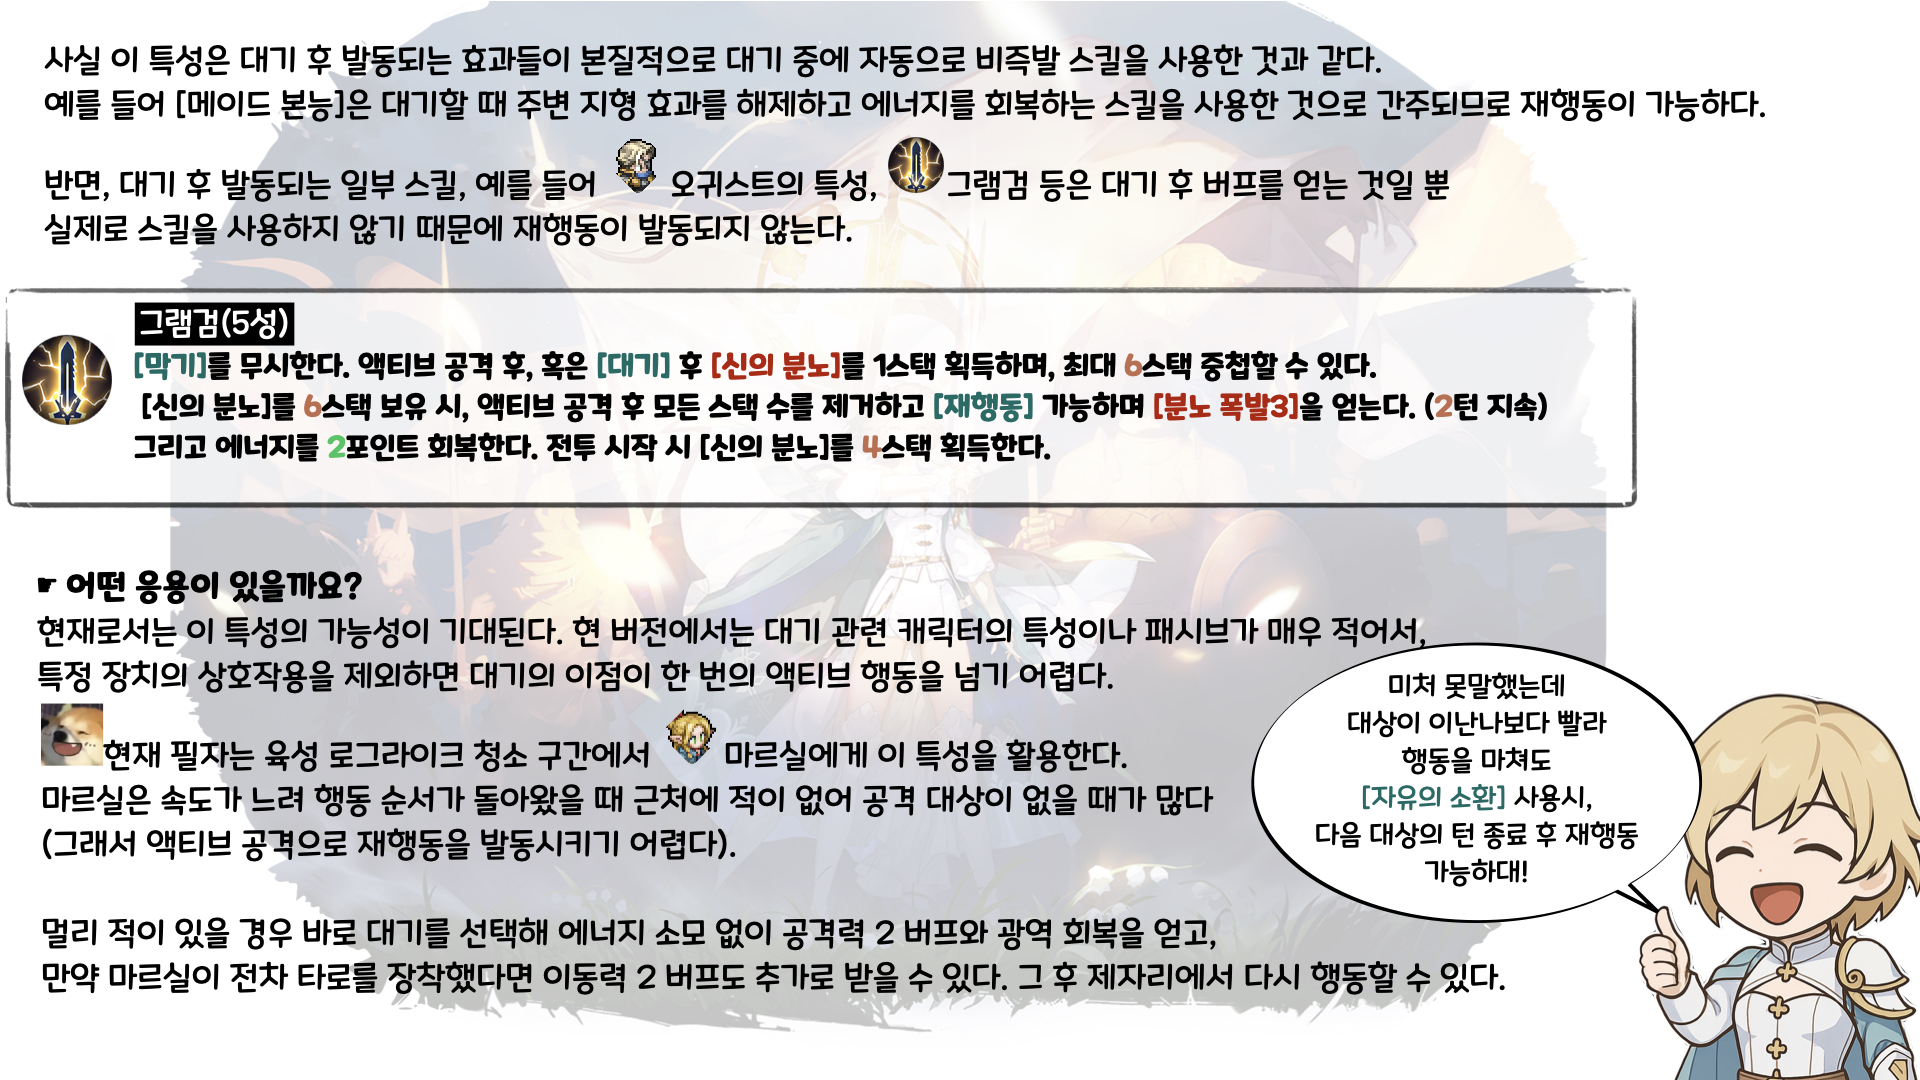 사실 이 특성은 대기 후 발동되는 효과들이 본질적으로 대기 중에 자동으로 비즉발 스킬을 사용한 것과 같다.
예를 들어 [메이드 본능]은 대기할 때 주변 지형 효과를 해제하고 에너지를 회복하는 스킬을 사용한 것으로 간주되므로 재행동이 가능하다.
반면, 대기 후 발동되는 일부 스킬, 예를 들어 오귀스트의 특성, 그램검 등은 대기 후 버프를 얻는 것일 뿐
실제로 스킬을 사용하지 않기 때문에 재행동이 발동되지 않는다.
그램검(5성)
[막기]를 무시한다. 액티브 공격 후, 혹은 [대기] 후 [신의 분노]를 1스택 획득하며, 최대 6스택 중첩할 수 있다.
[신의 분노]를 6스택 보유 시, 액티브 공격 후 모든 스택 수를 제거하고 [재행동] 가능하며 [분노 폭발3]을 얻는다. (2턴 지속)
그리고 에너지를 2포인트 회복한다. 전투 시작 시 [신의 분노]를 4스택 획득한다.
☛ 어떤 응용이 있을까요?
현재로서는 이 특성의 가능성이 기대된다. 현 버전에서는 대기 관련 캐릭터의 특성이나 패시브가 매우 적어서,
특정 장치의 상호작용을 제외하면 대기의 이점이 한 번의 액티브 행동을 넘기 어렵다.
현재 필자는 육성 로그라이크 청소 구간에서 마르실에게 이 특성을 활용한다.
마르실은 속도가 느려 행동 순서가 돌아왔을 때 근처에 적이 없어 공격 대상이 없을 때가 많다
(그래서 액티브 공격으로 재행동을 발동시키기 어렵다).
멀리 적이 있을 경우 바로 대기를 선택해 에너지 소모 없이 공격력 2 버프와 광역 회복을 얻고,
만약 마르실이 전차 타로를 장착했다면 이동력 2 버프도 추가로 받을 수 있다. 그 후 제자리에서 다시 행동할 수 있다.
미처 못말했는데
대상이 이난나보다 빨라
행동을 마쳐도
[자유의 소환] 사용시,
다음 대상의 턴 종료 후 재행동
가능하대!